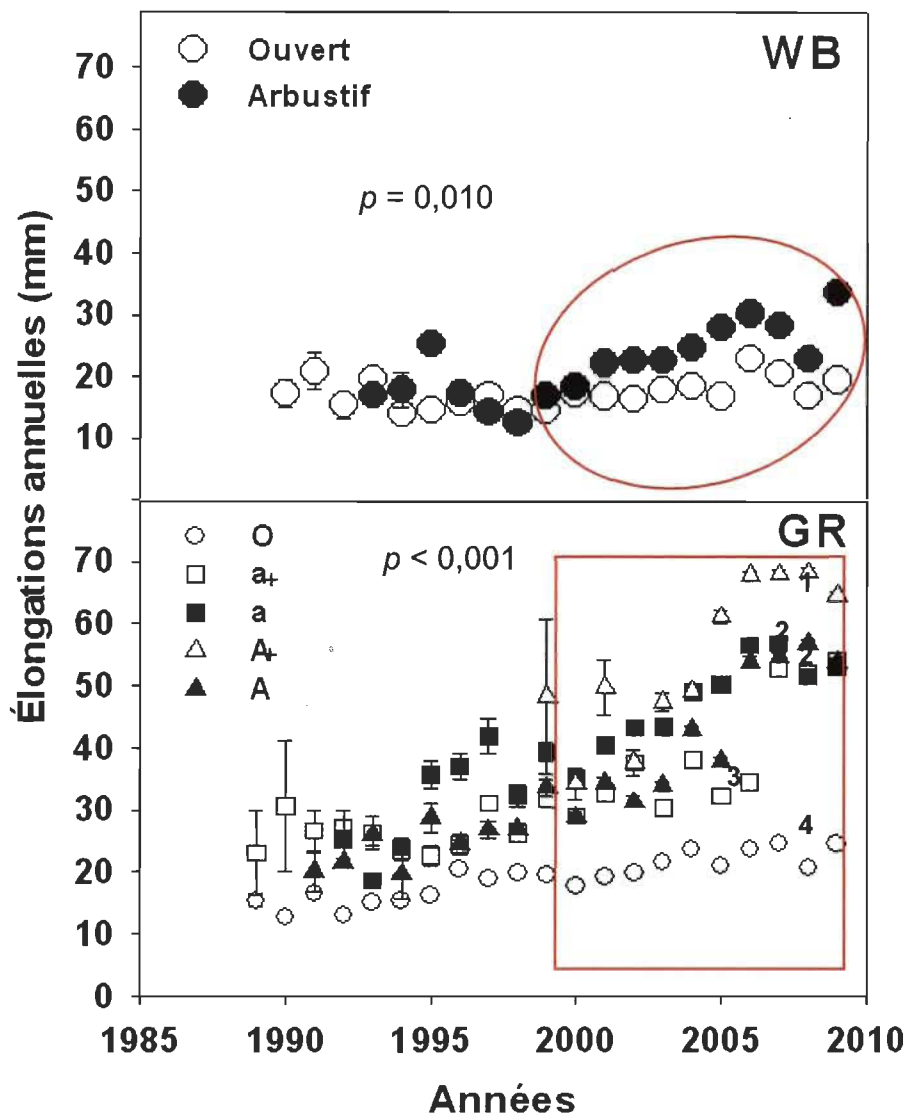 WB
Ouvert
Arbustif
p = 0,010
70
60
50
40
30
20
10
Élongations annuelles (mm)
GR
O
a+
a
A+
A
p < 0,001
70
60
50
40
30
20
10
0
1
2
2
3
4
1985 1990 1995 2000 2005 2010
Années